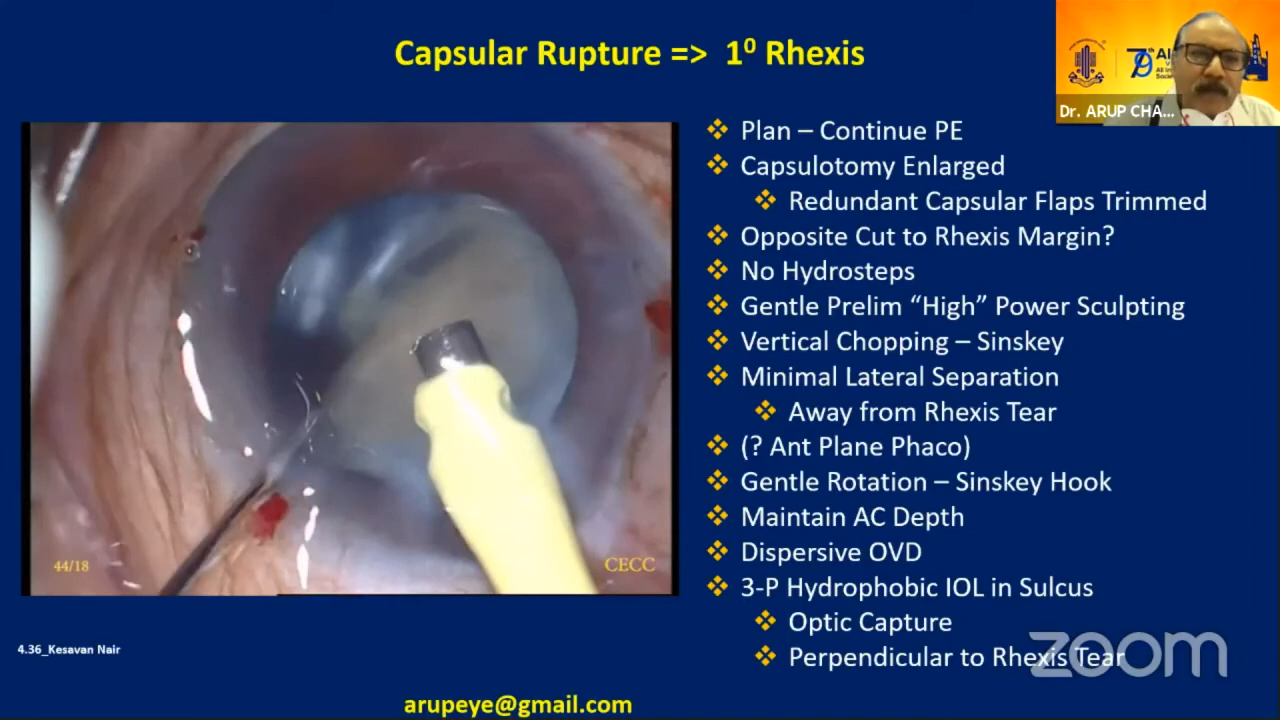 Capsular Rupture => 1⁰ Rhexis
Dr. ARUP CHA...
❖ Plan – Continue PE
❖ Capsulotomy Enlarged
❖ Redundant Capsular Flaps Trimmed
❖ Opposite Cut to Rhexis Margin?
❖ No Hydrosteps
❖ Gentle Prelim “High” Power Sculpting
❖ Vertical Chopping – Sinskey
❖ Minimal Lateral Separation
❖ Away from Rhexis Tear
❖ (? Ant Plane Phaco)
❖ Gentle Rotation – Sinskey Hook
❖ Maintain AC Depth
❖ Dispersive OVD
❖ 3-P Hydrophobic IOL in Sulcus
❖ Optic Capture
❖ Perpendicular to Rhexis Tear
zoom
44/18
CECC
4.36_Kesavan Nair
arupeye@gmail.com